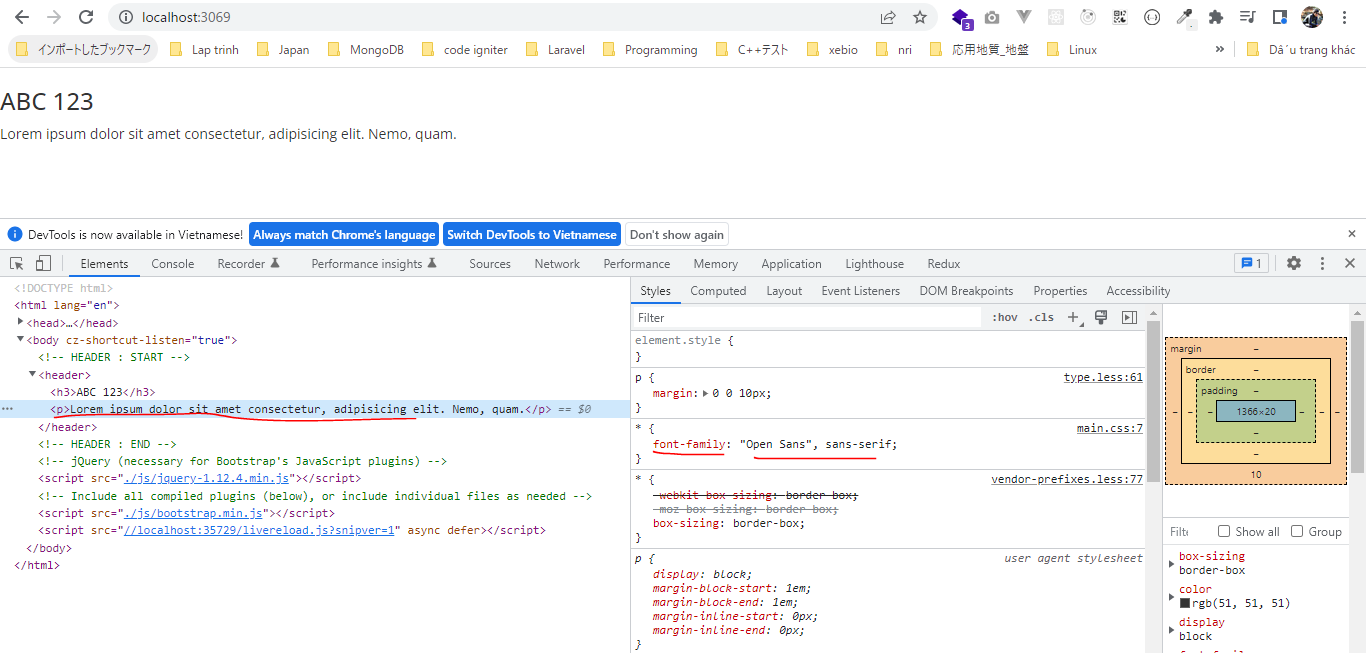 localhost:3069
インポートしたブックマーク Lap trinh Japan MongoDB code igniter Laravel Programming C++テスト xebio nri 応用地質_地盤 Linux » Dấu trang khác
ABC 123
Lorem ipsum dolor sit amet consectetur, adipisicing elit. Nemo, quam.
DevTools is now available in Vietnamese! Always match Chrome's language Switch DevTools to Vietnamese Don't show again
Elements Console Recorder Performance insights Sources Network Performance Memory Application Lighthouse Redux 1
<!DOCTYPE html>
<html lang="en">
<head>…</head>
<body cz-shortcut-listen="true">
<!-- HEADER : START -->
<header>
<h3>ABC 123</h3>
<p>Lorem ipsum dolor sit amet consectetur, adipisicing elit. Nemo, quam.</p> == $0
</header>
<!-- HEADER : END -->
<!-- jQuery (necessary for Bootstrap's JavaScript plugins) -->
<script src="./js/jquery-1.12.4.min.js"></script>
<!-- Include all compiled plugins (below), or include individual files as needed -->
<script src="./js/bootstrap.min.js"></script>
<script src="//localhost:35729/livereload.js?snipver=1" async defer></script>
</body>
</html>
Styles Computed Layout Event Listeners DOM Breakpoints Properties Accessibility
Filter :hov .cls
element.style {
}
p { type.less:61
margin: 0 0 10px;
}
* { main.css:7
font-family: "Open Sans", sans-serif;
}
* { vendor-prefixes.less:77
-webkit-box-sizing: border-box;
-moz-box-sizing: border-box;
box-sizing: border-box;
}
p { user agent stylesheet
display: block;
margin-block-start: 1em;
margin-block-end: 1em;
margin-inline-start: 0px;
margin-inline-end: 0px;
}
margin –
border –
padding –
– – – 1366×20 – – –
–
–
10
Show all Group
box-sizing
border-box
color
rgb(51, 51, 51)
display
block